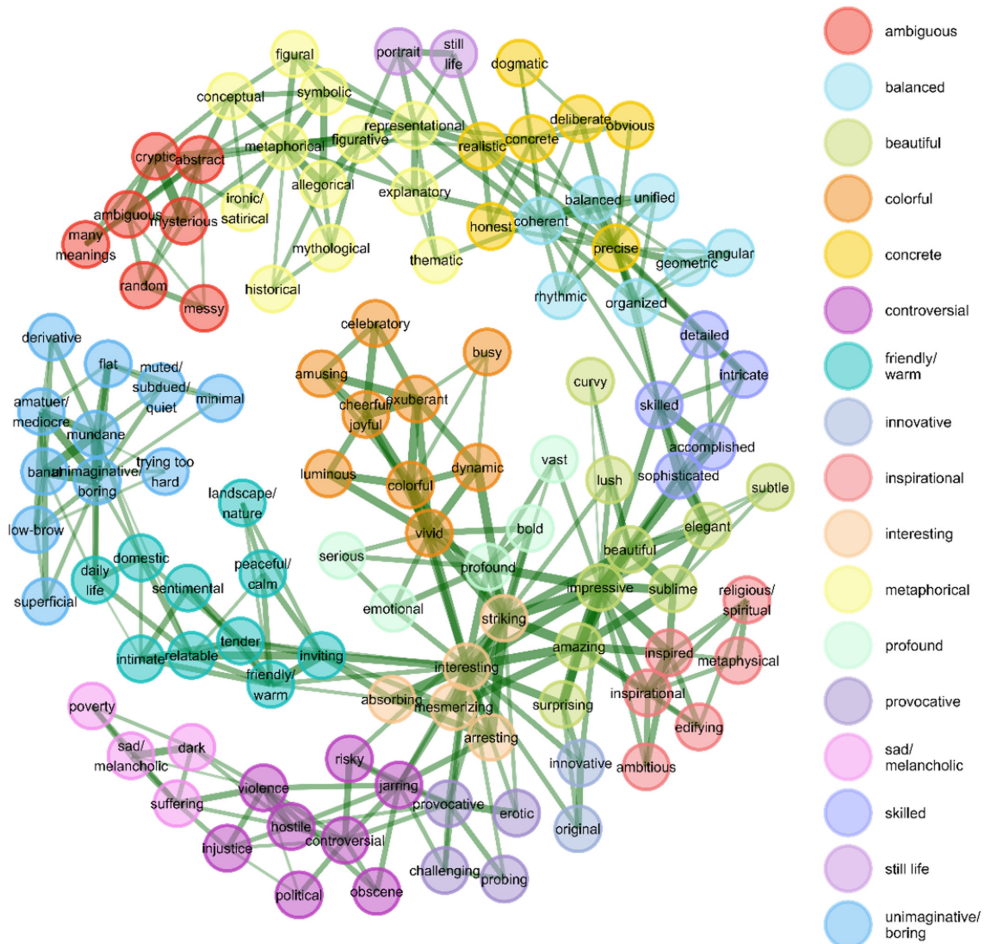 figural
portrait
still
life
dogmatic
conceptual
symbolic
representational
deliberate
obvious
figurative
realistic
concrete
cryptic
abstract
metaphorical
allegorical
explanatory
ironic/
satirical
balanced
unified
ambiguous
mysterious
honest
coherent
many
meanings
mythological
thematic
precise
geometric
angular
random
historical
rhythmic
organized
messy
celebratory
derivative
detailed
flat
muted/
subdued/
quiet
minimal
busy
amusing
curvy
intricate
amatuer/
mediocre
cheerful/
joyful
exuberant
skilled
mundane
accomplished
banal
unimaginative/
boring
trying too
hard
luminous
colorful
dynamic
vast
lush
sophisticated
subtle
landscape/
nature
low-brow
vivid
bold
elegant
beautiful
serious
domestic
peaceful/
calm
profound
daily
life
sentimental
impressive
sublime
superficial
emotional
striking
religious/
spiritual
tender
intimate
relatable
inviting
interesting
amazing
inspired
metaphysical
friendly/
warm
absorbing
mesmerizing
surprising
inspirational
poverty
arresting
edifying
sad/
melancholic
dark
risky
innovative
ambitious
suffering
violence
jarring
provocative
erotic
hostile
controversial
original
injustice
challenging
probing
political
obscene
ambiguous
balanced
beautiful
colorful
concrete
controversial
friendly/
warm
innovative
inspirational
interesting
metaphorical
profound
provocative
sad/
melancholic
skilled
still life
unimaginative/
boring